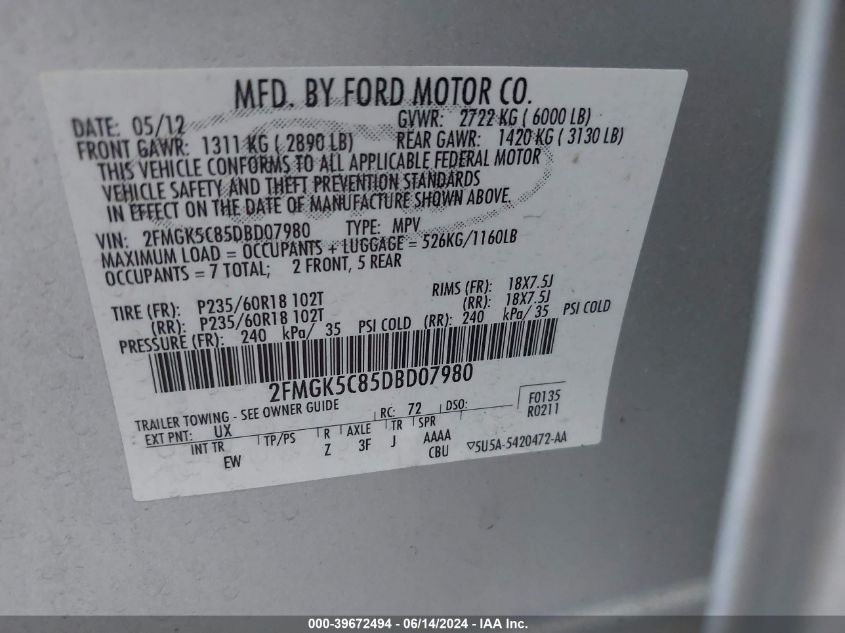 MFD. BY FORD MOTOR CO.
DATE: 05/12 GVWR: 2722 KG ( 6000 LB)
FRONT GAWR: 1311 KG ( 2890 LB) REAR GAWR: 1420 KG ( 3130 LB)
THIS VEHICLE CONFORMS TO ALL APPLICABLE FEDERAL MOTOR
VEHICLE SAFETY AND THEFT PREVENTION STANDARDS
IN EFFECT ON THE DATE OF MANUFACTURE SHOWN ABOVE.
VIN: 2FMGK5C85DBD07980 TYPE: MPV
MAXIMUM LOAD = OCCUPANTS + LUGGAGE = 526KG/1160LB
OCCUPANTS = 7 TOTAL; 2 FRONT, 5 REAR
TIRE (FR): P235/60R18 102T RIMS (FR): 18X7.5J
(RR): P235/60R18 102T (RR): 18X7.5J
PRESSURE (FR): 240 kPa/ 35 PSI COLD (RR): 240 kPa/ 35 PSI COLD
2FMGK5C85DBD07980
TRAILER TOWING - SEE OWNER GUIDE
EXT PNT: UX RC: 72 DSO: F0135
R0211
INT TR TP/PS R AXLE TR SPR
EW Z 3F J AAAA
CBU ▽5U5A-5420472-AA
000-39672494 - 06/14/2024 - IAA Inc.